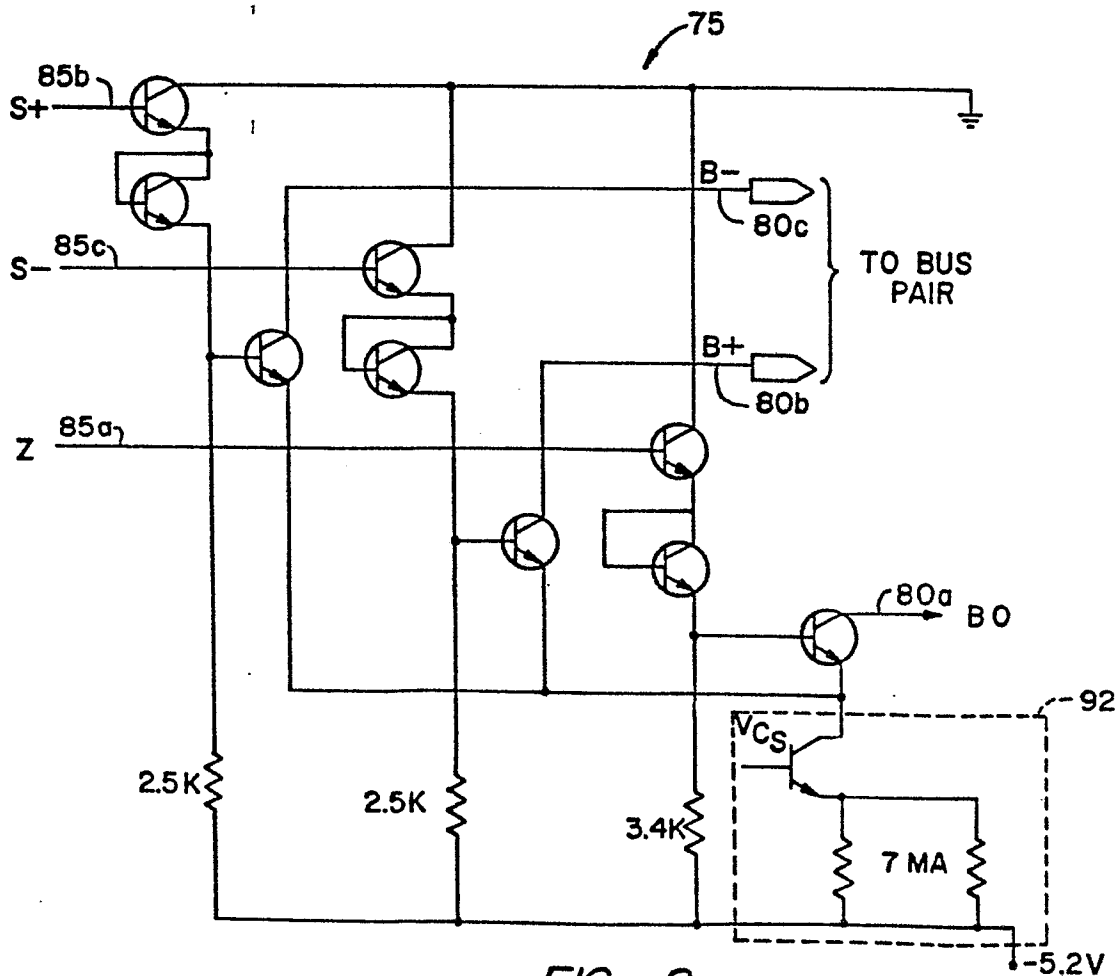 75
85b
S+
B-
80c
85c
S-
TO BUS
PAIR
B+
80b
85a
Z
80a
BO
92
VCS
2.5K
2.5K
3.4K
7 MA
-5.2V